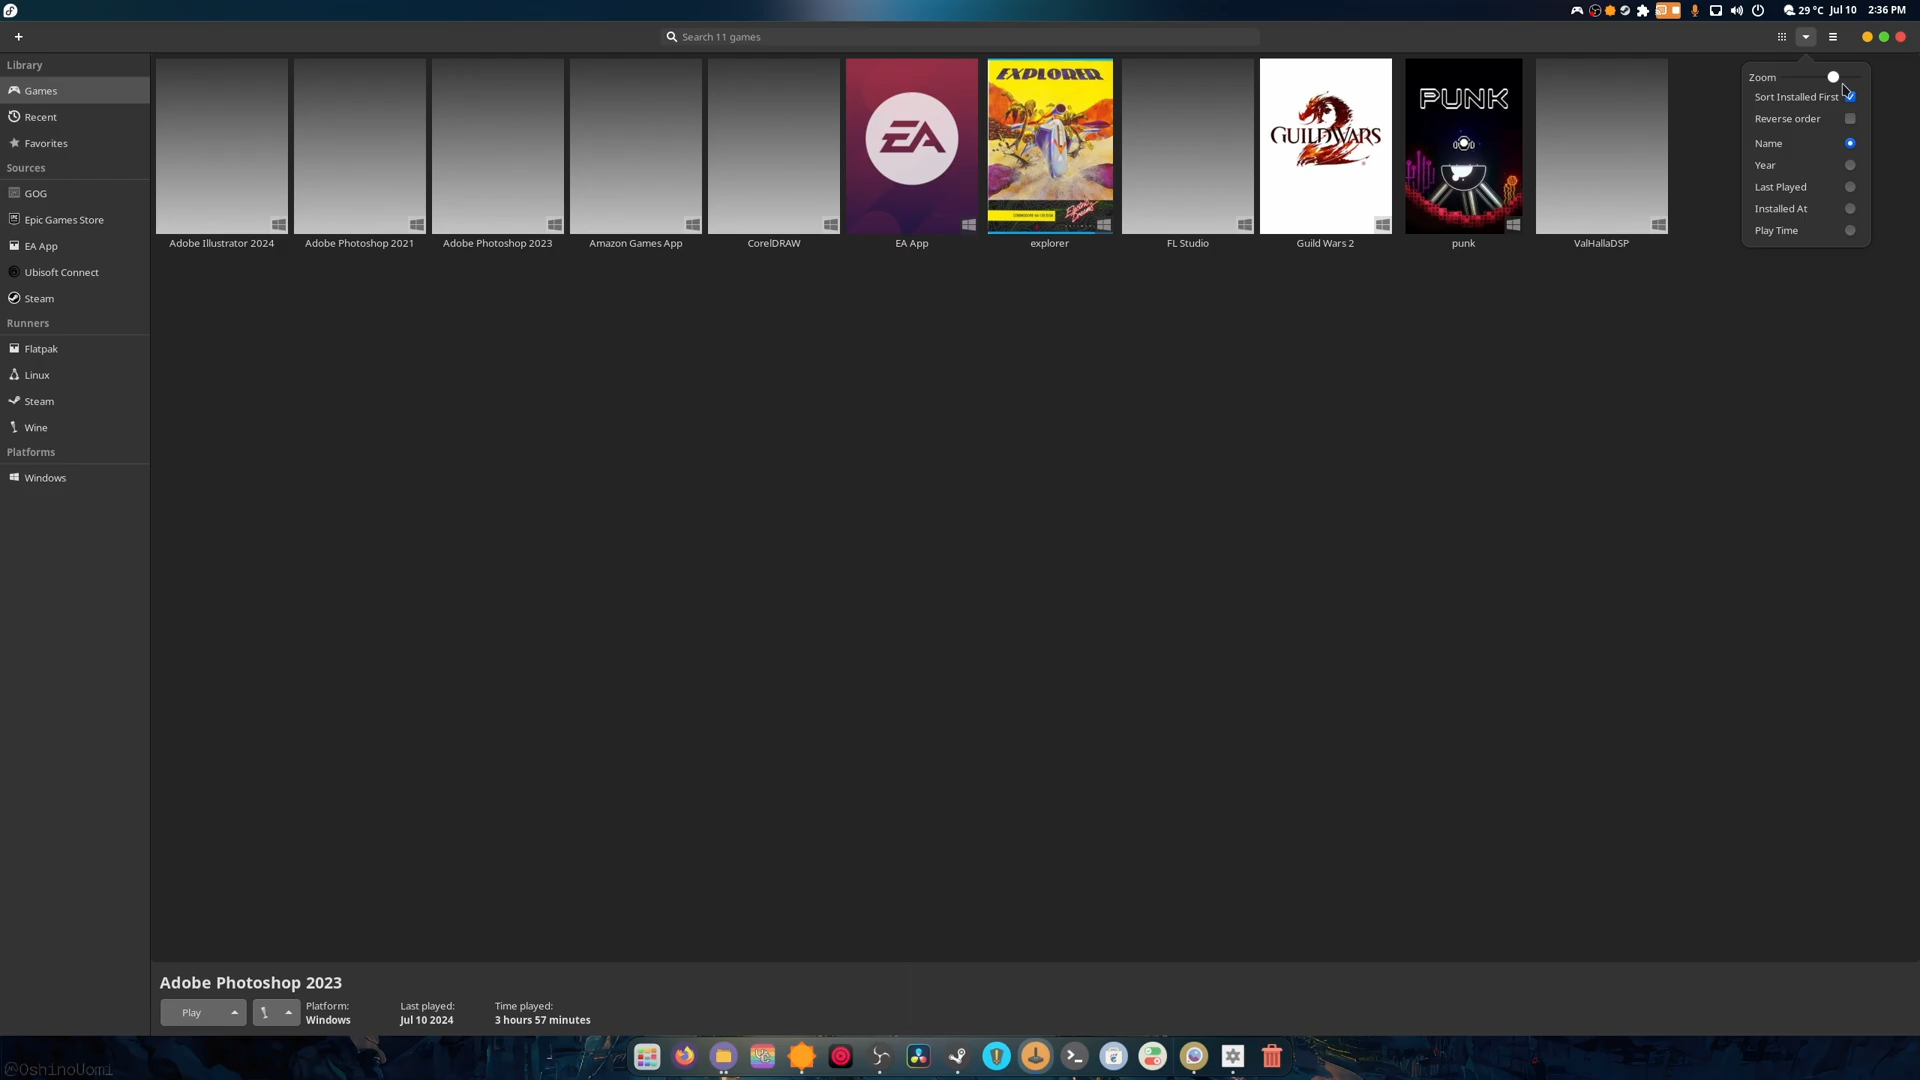 29 °C Jul 10 2:36 PM
Search 11 games
Library
Games
Recent
Favorites
Sources
GOG
Epic Games Store
EA App
Ubisoft Connect
Steam
Runners
Flatpak
Linux
Steam
Wine
Platforms
Windows
EXPLORER
EA
GUILD WARS 2
PUNK
Adobe Illustrator 2024
Adobe Photoshop 2021
Adobe Photoshop 2023
Amazon Games App
CorelDRAW
EA App
explorer
FL Studio
Guild Wars 2
punk
ValHallaDSP
Zoom
Sort Installed First
Reverse order
Name
Year
Last Played
Installed At
Play Time
Adobe Photoshop 2023
Play
Platform:
Windows
Last played:
Jul 10 2024
Time played:
3 hours 57 minutes
@OshinoUomi